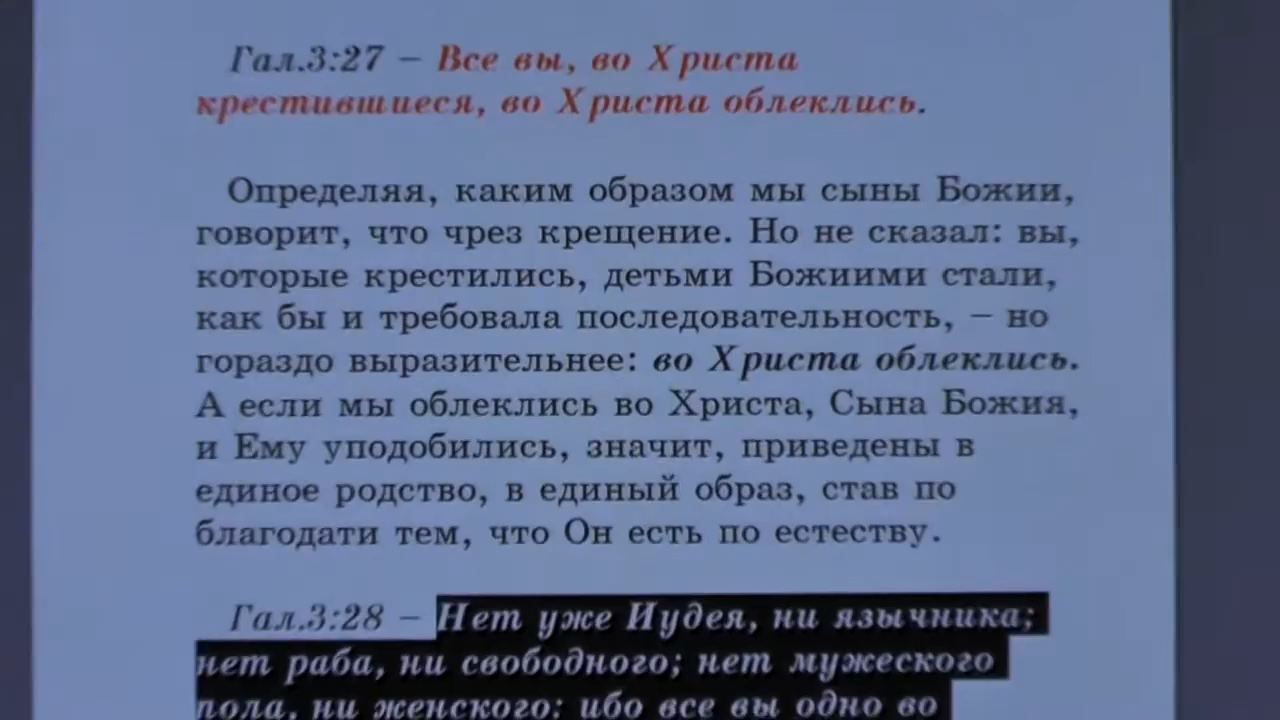 Гал.3:27 – Все вы, во Христа
крестившиеся, во Христа облеклись.
Определяя, каким образом мы сыны Божии,
говорит, что чрез крещение. Но не сказал: вы,
которые крестились, детьми Божиими стали,
как бы и требовала последовательность, – но
гораздо выразительнее: во Христа облеклись.
А если мы облеклись во Христа, Сына Божия,
и Ему уподобились, значит, приведены в
единое родство, в единый образ, став по
благодати тем, что Он есть по естеству.
Гал.3:28 – Нет уже Иудея, ни язычника;
нет раба, ни свободного; нет мужеского
пола, ни женского: ибо все вы одно во